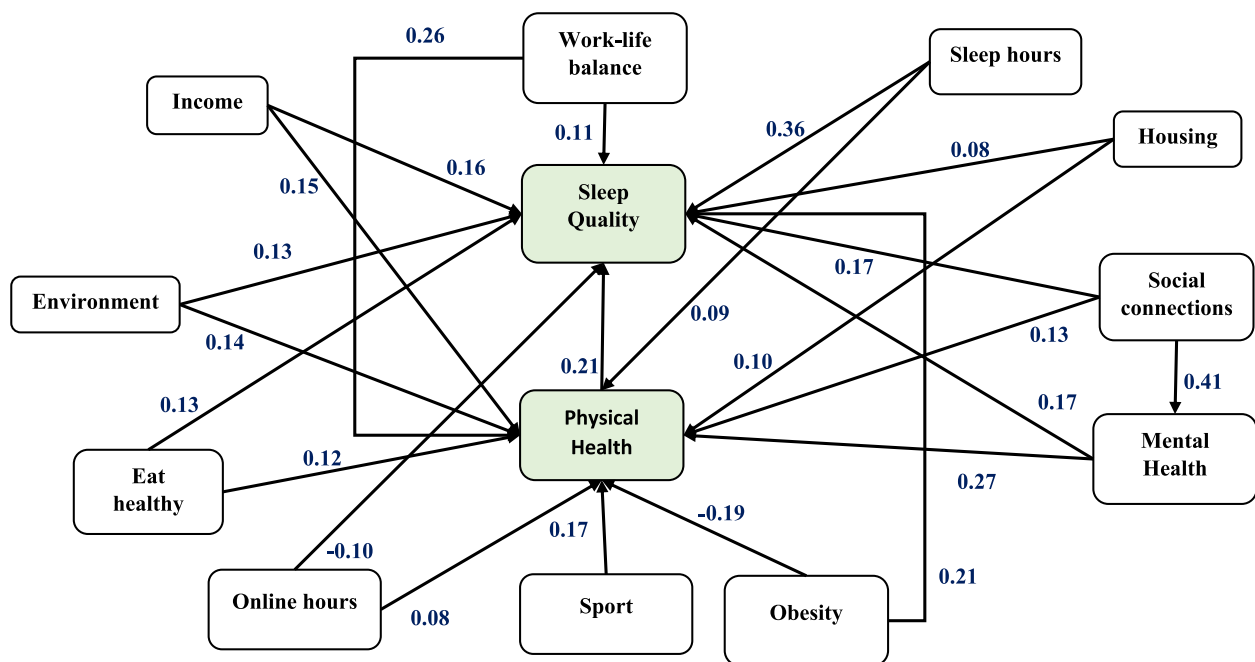 0.26
Work-life
balance
Sleep hours
Income
0.11
0.36
Housing
0.08
0.16
0.15
Sleep
Quality
0.13
0.17
Environment
Social
connections
0.14
0.09
0.13
0.10
0.21
0.41
0.13
Physical
Health
0.17
Mental
Health
0.12
Eat
healthy
0.27
-0.19
0.17
-0.10
0.21
Online hours
Sport
Obesity
0.08